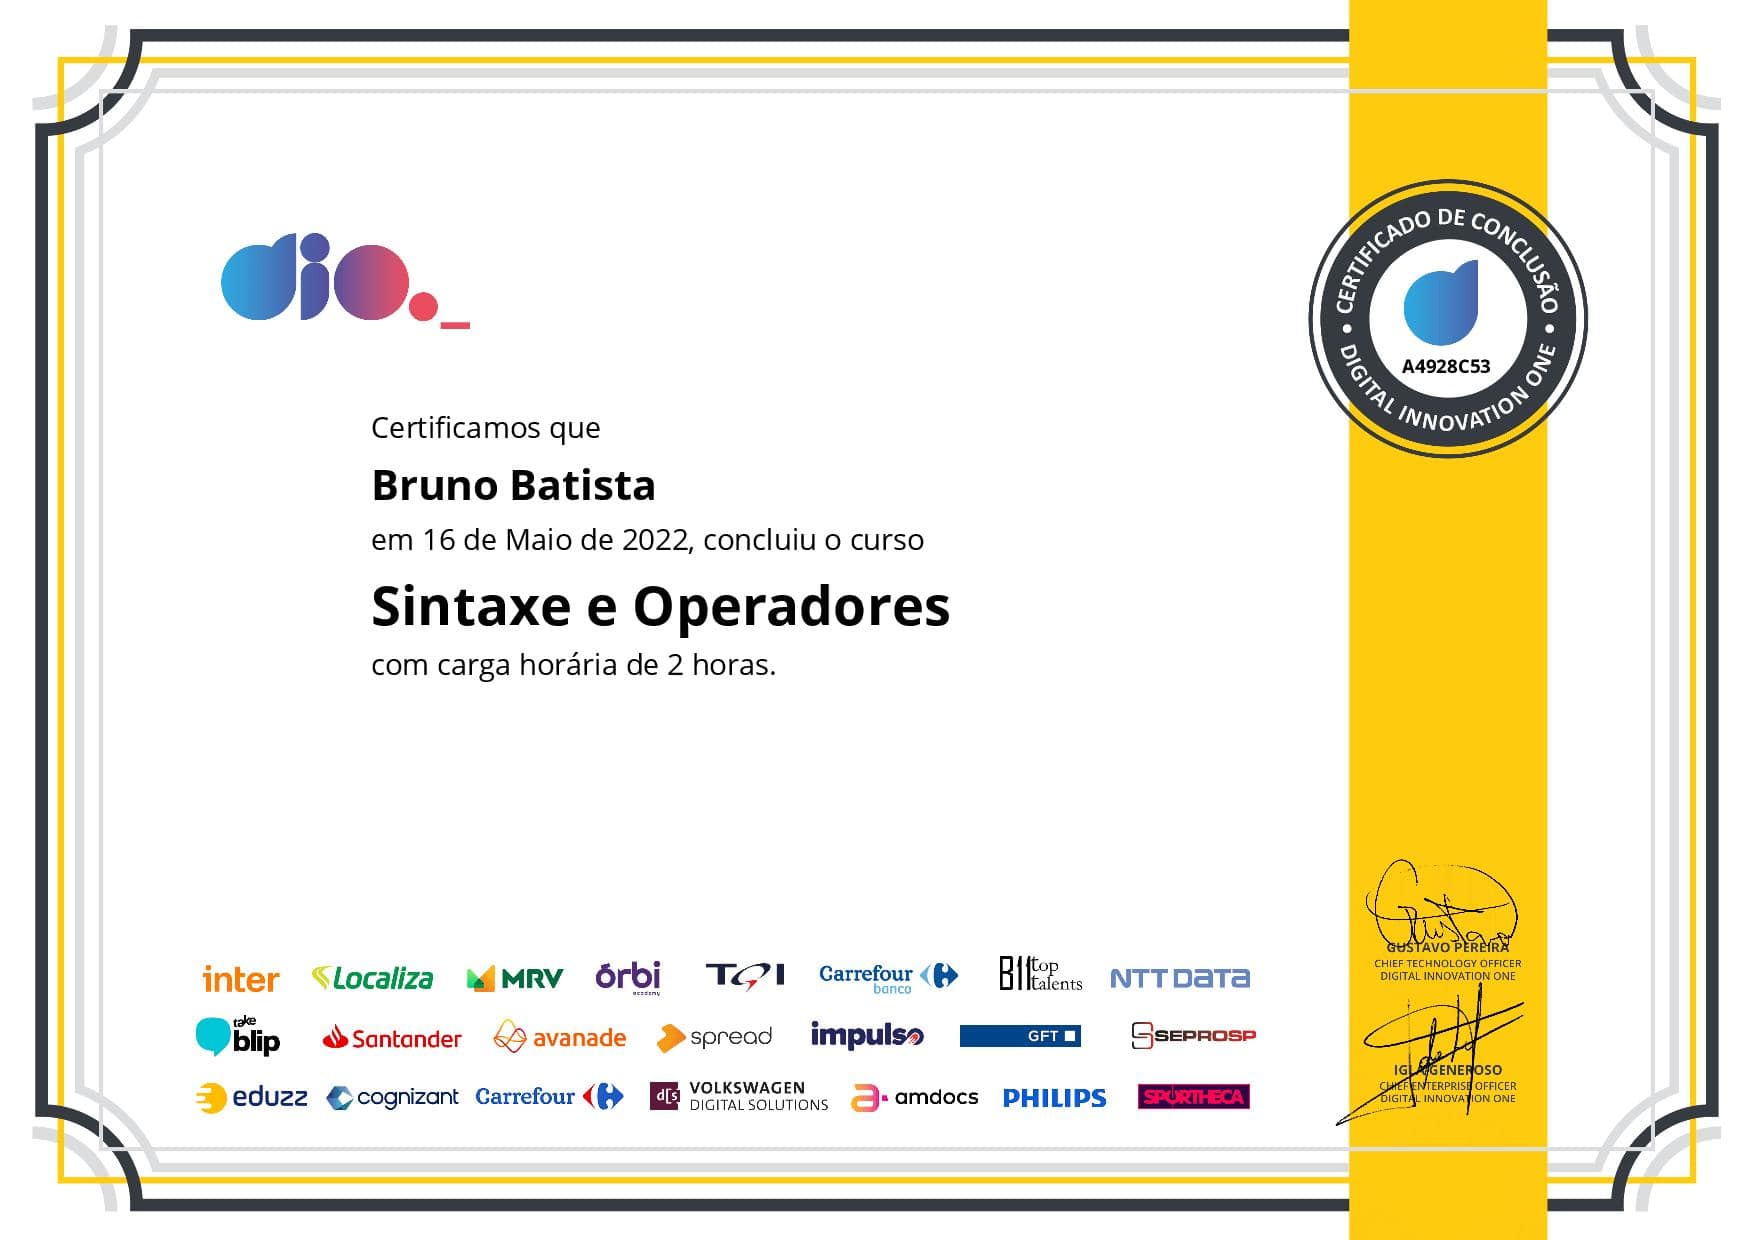 dio._
CERTIFICADO DE CONCLUSÃO
A4928C53
DIGITAL INNOVATION ONE
Certificamos que
Bruno Batista
em 16 de Maio de 2022, concluiu o curso
Sintaxe e Operadores
com carga horária de 2 horas.
GUSTAVO PEREIRA
CHIEF TECHNOLOGY OFFICER
DIGITAL INNOVATION ONE
IGLÁ GENEROSO
CHIEF ENTERPRISE OFFICER
DIGITAL INNOVATION ONE
inter Localiza MRV órbi academy TQI Carrefour banco B11 top talents NTT DATA
take blip Santander avanade spread impulso GFT SEPROSP
eduzz cognizant Carrefour d[s] VOLKSWAGEN DIGITAL SOLUTIONS a amdocs PHILIPS SPORTHECA